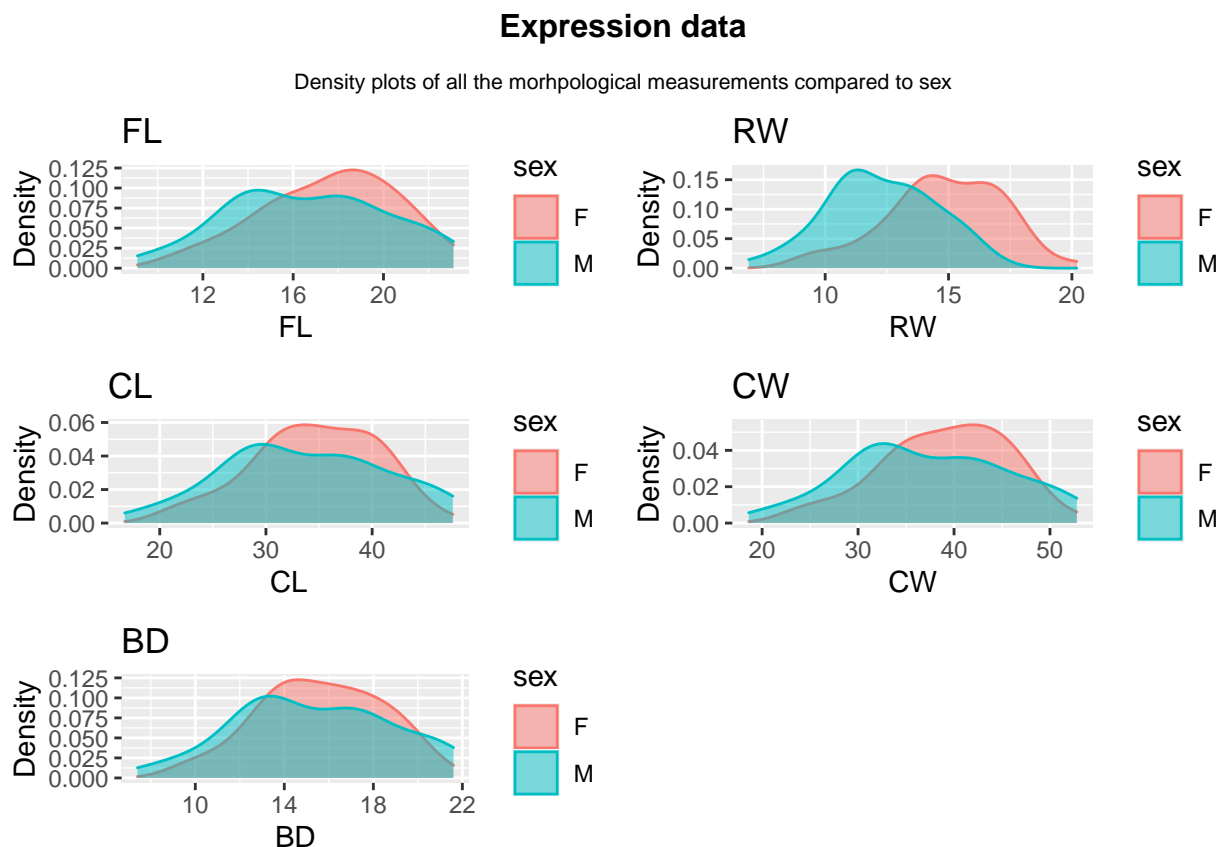 Expression data
Density plots of all the morhpological measurements compared to sex
FL
0.125
0.100
0.075
0.050
0.025
0.000
Density
12 16 20
FL
sex
F
M
RW
0.15
0.10
0.05
0.00
Density
10 15 20
RW
sex
F
M
CL
0.06
0.04
0.02
0.00
Density
20 30 40
CL
sex
F
M
CW
0.04
0.02
0.00
Density
20 30 40 50
CW
sex
F
M
BD
0.125
0.100
0.075
0.050
0.025
0.000
Density
10 14 18 22
BD
sex
F
M